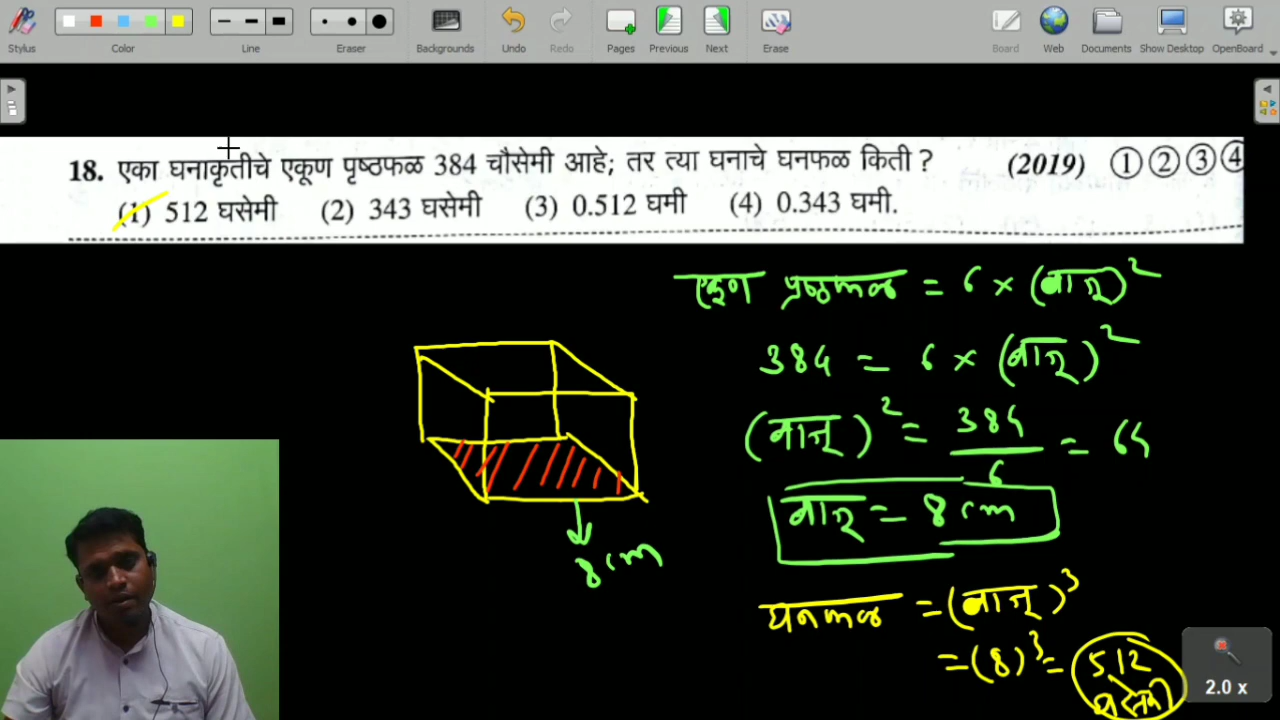 Stylus Color Line Eraser Backgrounds Undo Redo Pages Previous Next Erase Board Web Documents Show Desktop OpenBoard
18. एका घनाकृतीचे एकूण पृष्ठफळ 384 चौसेमी आहे; तर त्या घनाचे घनफळ किती ? (2019) ① ② ③ ④
(1) 512 घसेमी (2) 343 घसेमी (3) 0.512 घमी (4) 0.343 घमी.
एकूण पृष्ठफळ = 6 × (बाजू)²
384 = 6 × (बाजू)²
(बाजू)² = 384/6 = 64
बाजू = 8 cm
8 cm
घनफळ = (बाजू)³
= (8)³ = 512
घसेमी
2.0 x